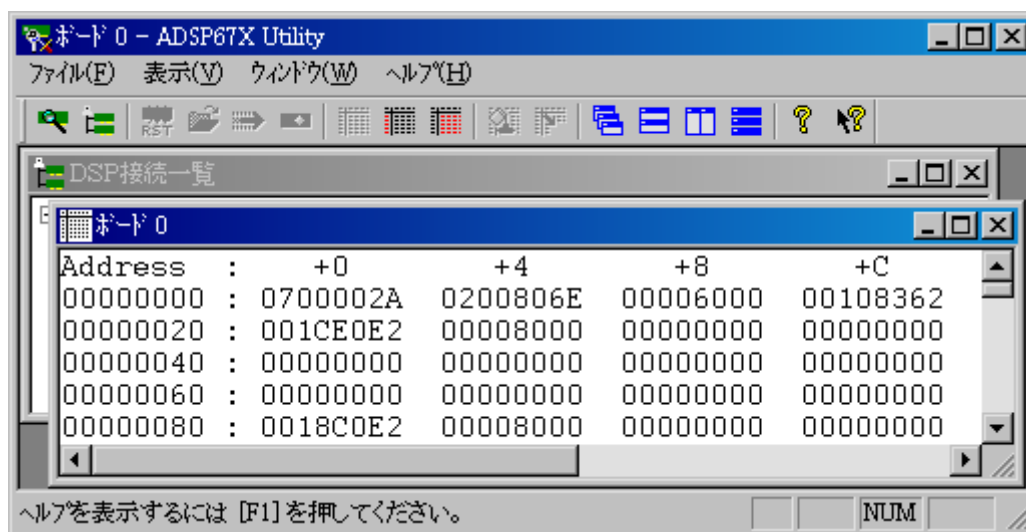 ボード 0 - ADSP67X Utility
ファイル(F) 表示(V) ウィンドウ(W) ヘルプ(H)
RST
DSP接続一覧
ボード 0
Address : +0 +4 +8 +C
00000000 : 0700002A 0200806E 00006000 00108362
00000020 : 001CE0E2 00008000 00000000 00000000
00000040 : 00000000 00000000 00000000 00000000
00000060 : 00000000 00000000 00000000 00000000
00000080 : 0018C0E2 00008000 00000000 00000000
ヘルプを表示するには [F1] を押してください。 NUM